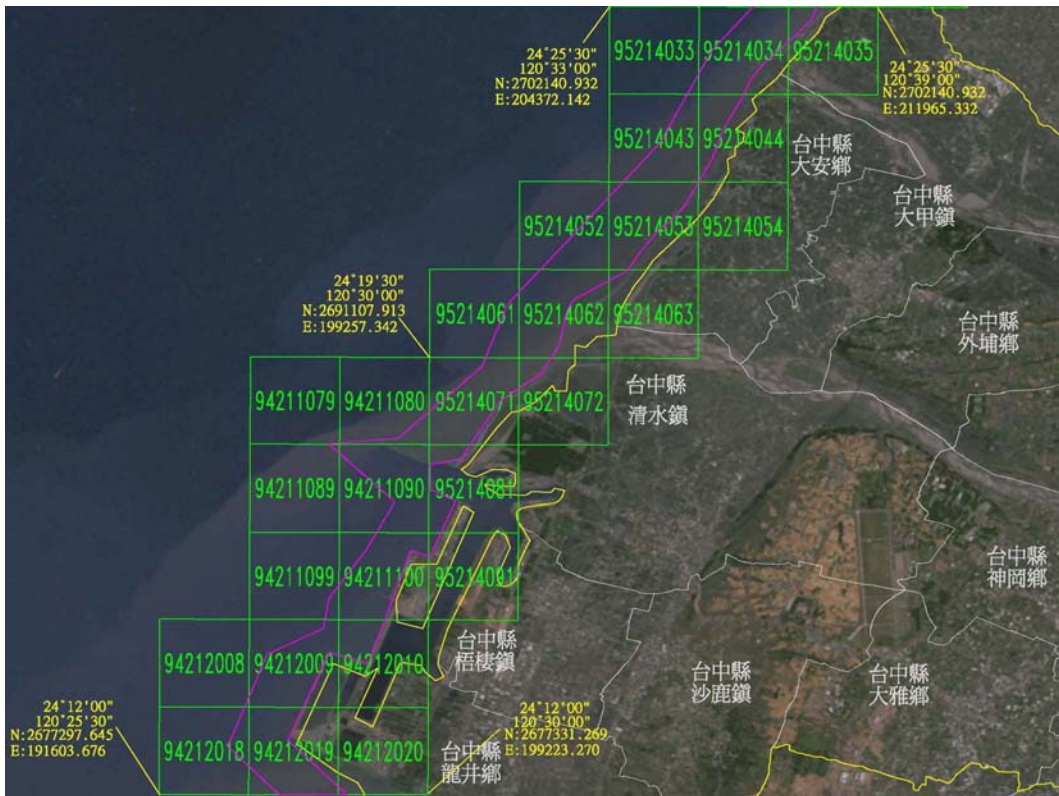 24°25'30"
120°33'00"
N:2702140.932
E:204372.142
95214033
95214034
95214035
24°25'30"
120°39'00"
N:2702140.932
E:211965.332
95214043
95214044
台中縣
大安鄉
台中縣
大甲鎮
95214052
95214053
95214054
24°19'30"
120°30'00"
N:2691107.913
E:199257.342
95214061
95214062
95214063
台中縣
外埔鄉
94211079
94211080
95214071
95214072
台中縣
清水鎮
94211089
94211090
95214081
94211099
94211100
95214091
台中縣
神岡鄉
94212008
94212009
94212010
台中縣
梧棲鎮
台中縣
沙鹿鎮
台中縣
大雅鄉
24°12'00"
120°25'30"
N:2677297.645
E:191603.676
94212018
94212019
94212020
台中縣
龍井鄉
24°12'00"
120°30'00"
N:2677331.269
E:199223.270